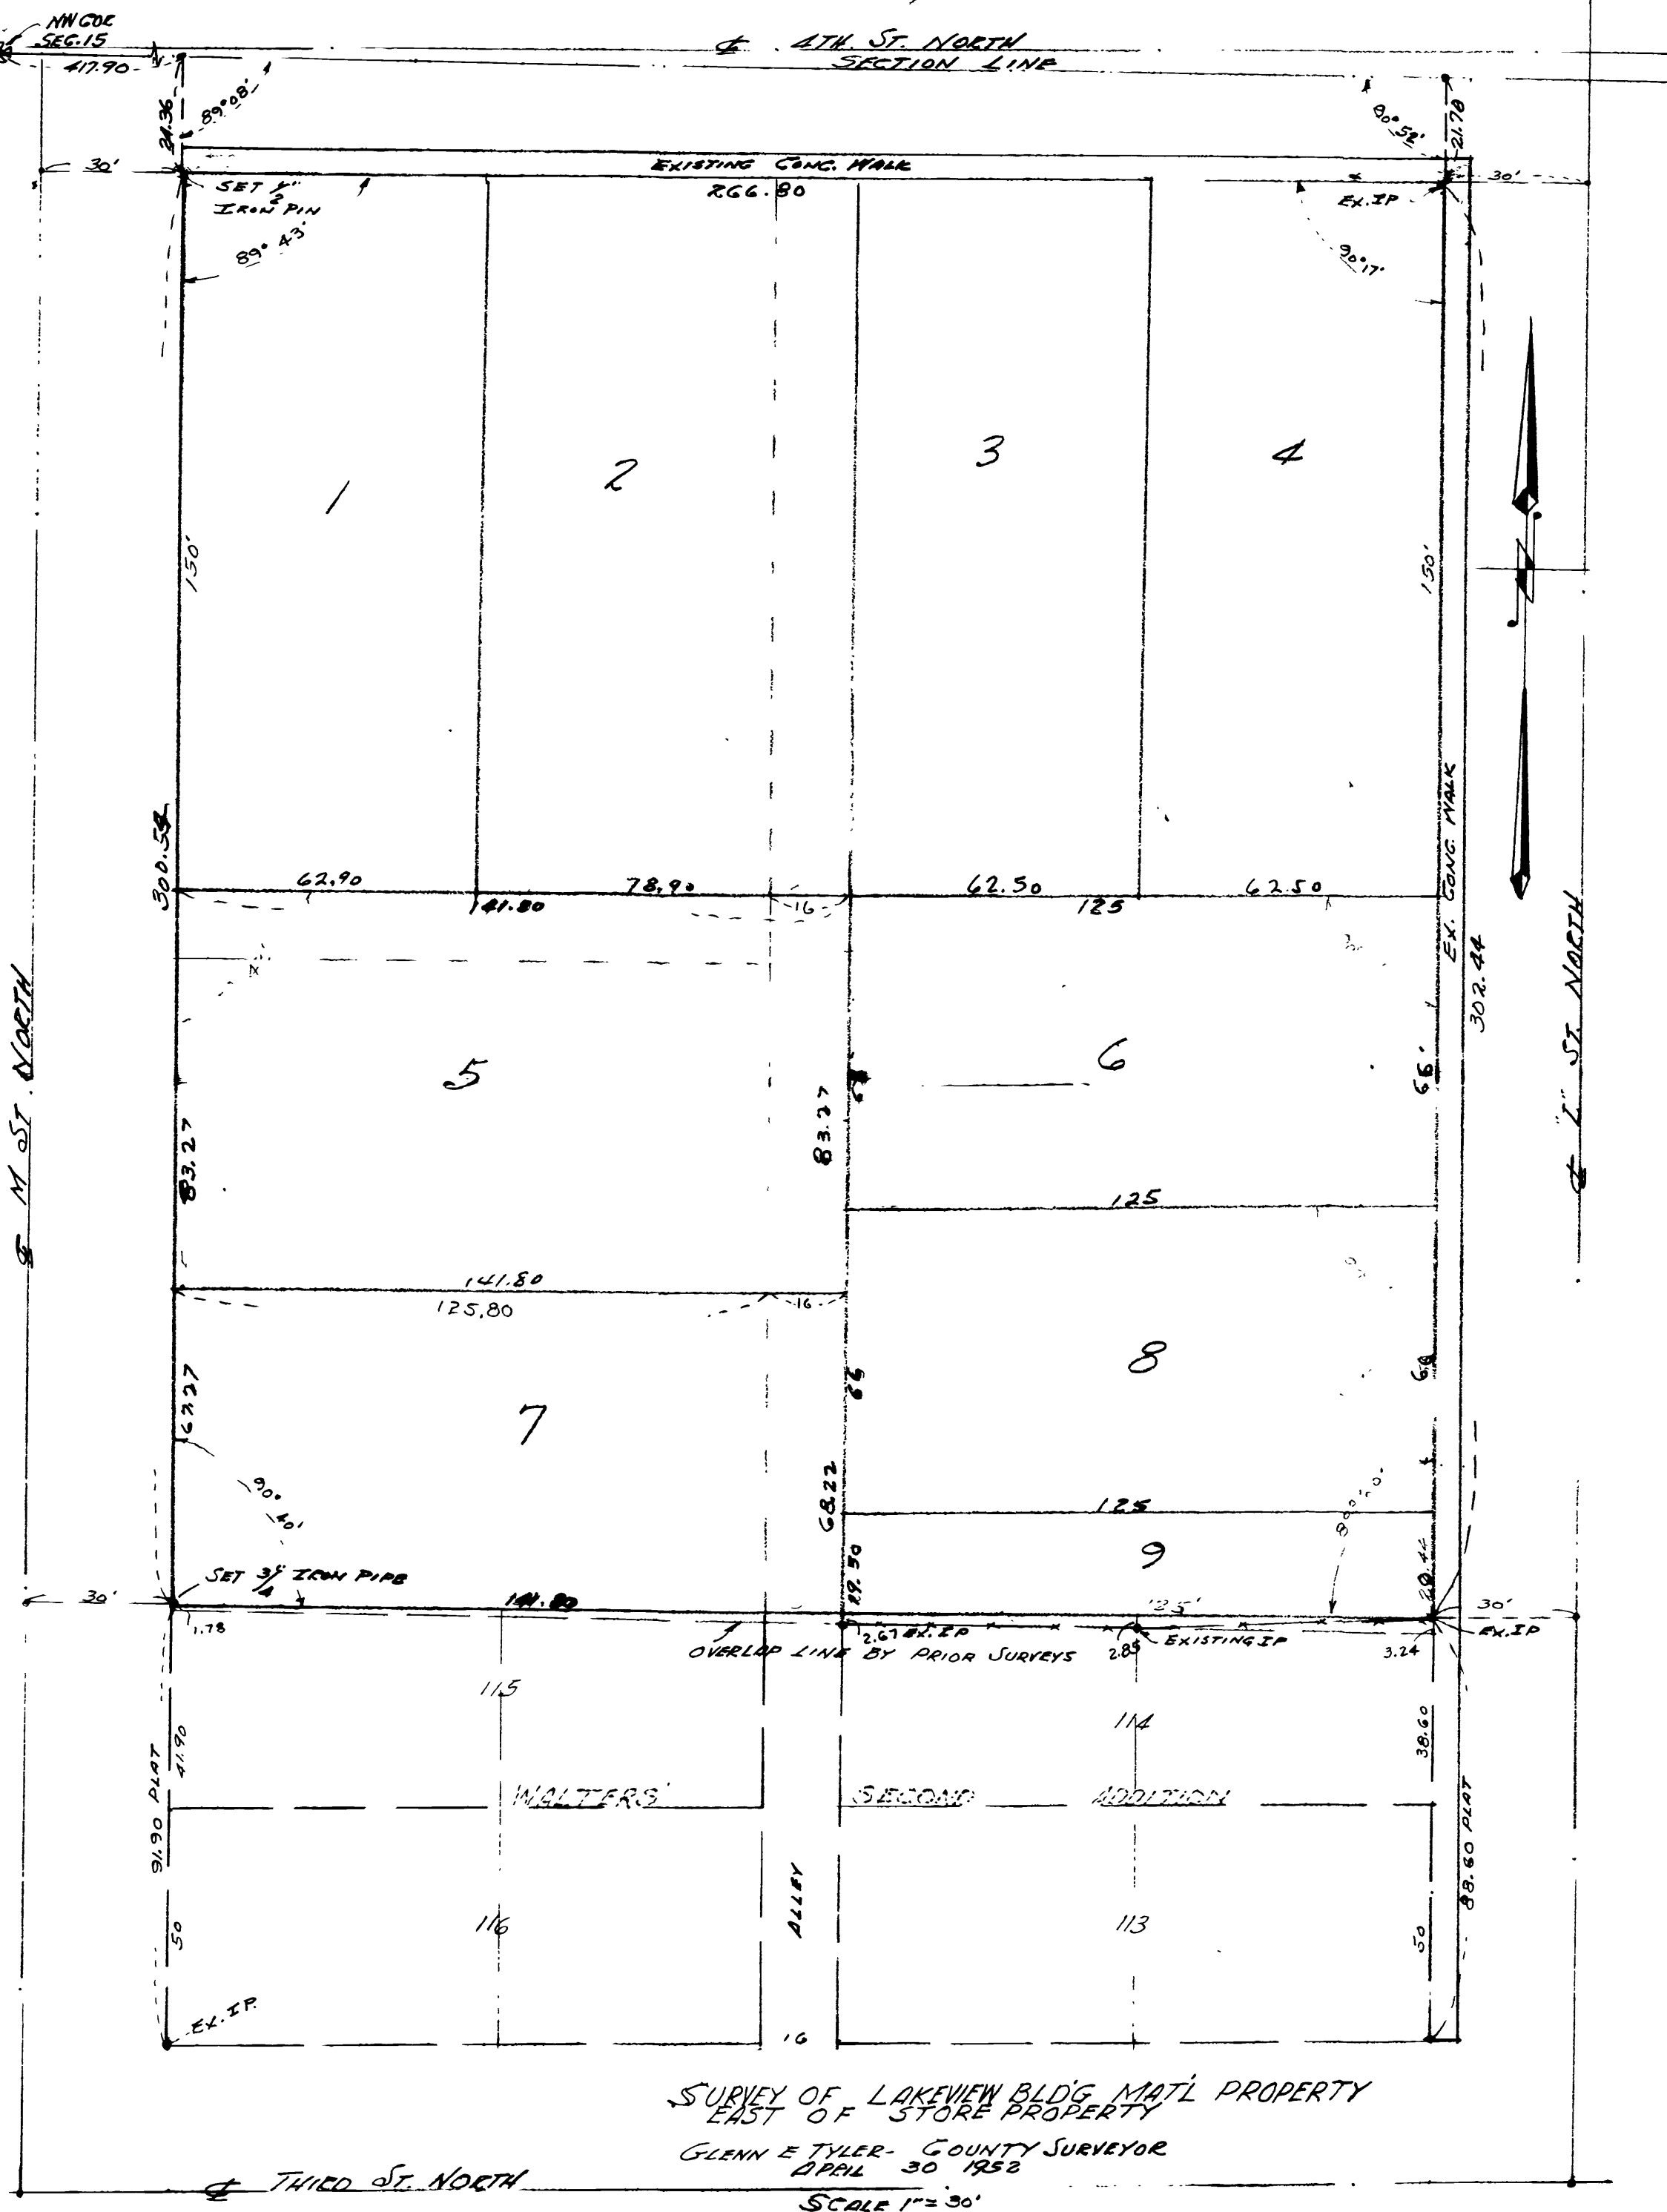 NW COR
SEC. 15
417.90
℄ 4TH. ST. NORTH
SECTION LINE
24.36
89°08'
90°52'
21.78
30'
EXISTING CONC. WALK
266.80
SET 1/2"
IRON PIN
EX. IP
30'
89° 43'
90°17'
1
2
3
4
150'
150'
300.54
EX. CONC. WALK
302.44
62.90
78.90
62.50
62.50
141.80
16
125
℄ M ST. NORTH
℄ "L" ST. NORTH
5
6
83.27
83.27
66'
125
141.80
125.80
16
7
8
67.27
66
90° 40'
68.22
125
9
29.50
SET 3/4" IRON PIPE
30'
141.80
125'
30'
1.78
2.67 EX. IP
EXISTING IP
EX. IP
OVERLAP LINE BY PRIOR SURVEYS
2.85
3.24
115
114
91.90 PLAT
41.90
38.60
88.60 PLAT
WALTERS' SECOND ADDITION
116
113
ALLEY
50
50
EX. IP.
16
SURVEY OF LAKEVIEW BLD'G MAT'L PROPERTY
EAST OF STORE PROPERTY
GLENN E TYLER - COUNTY SURVEYOR
APRIL 30 1952
℄ THIRD ST. NORTH
SCALE 1" = 30'